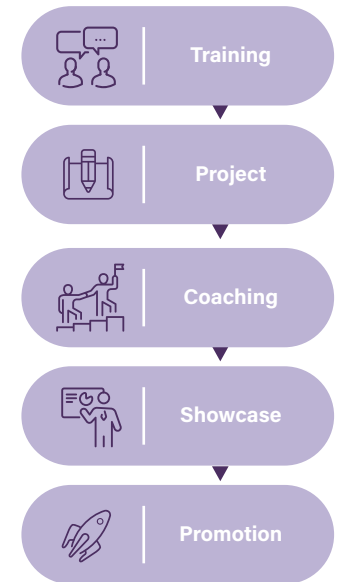 Training
Project
Coaching
Showcase
Promotion